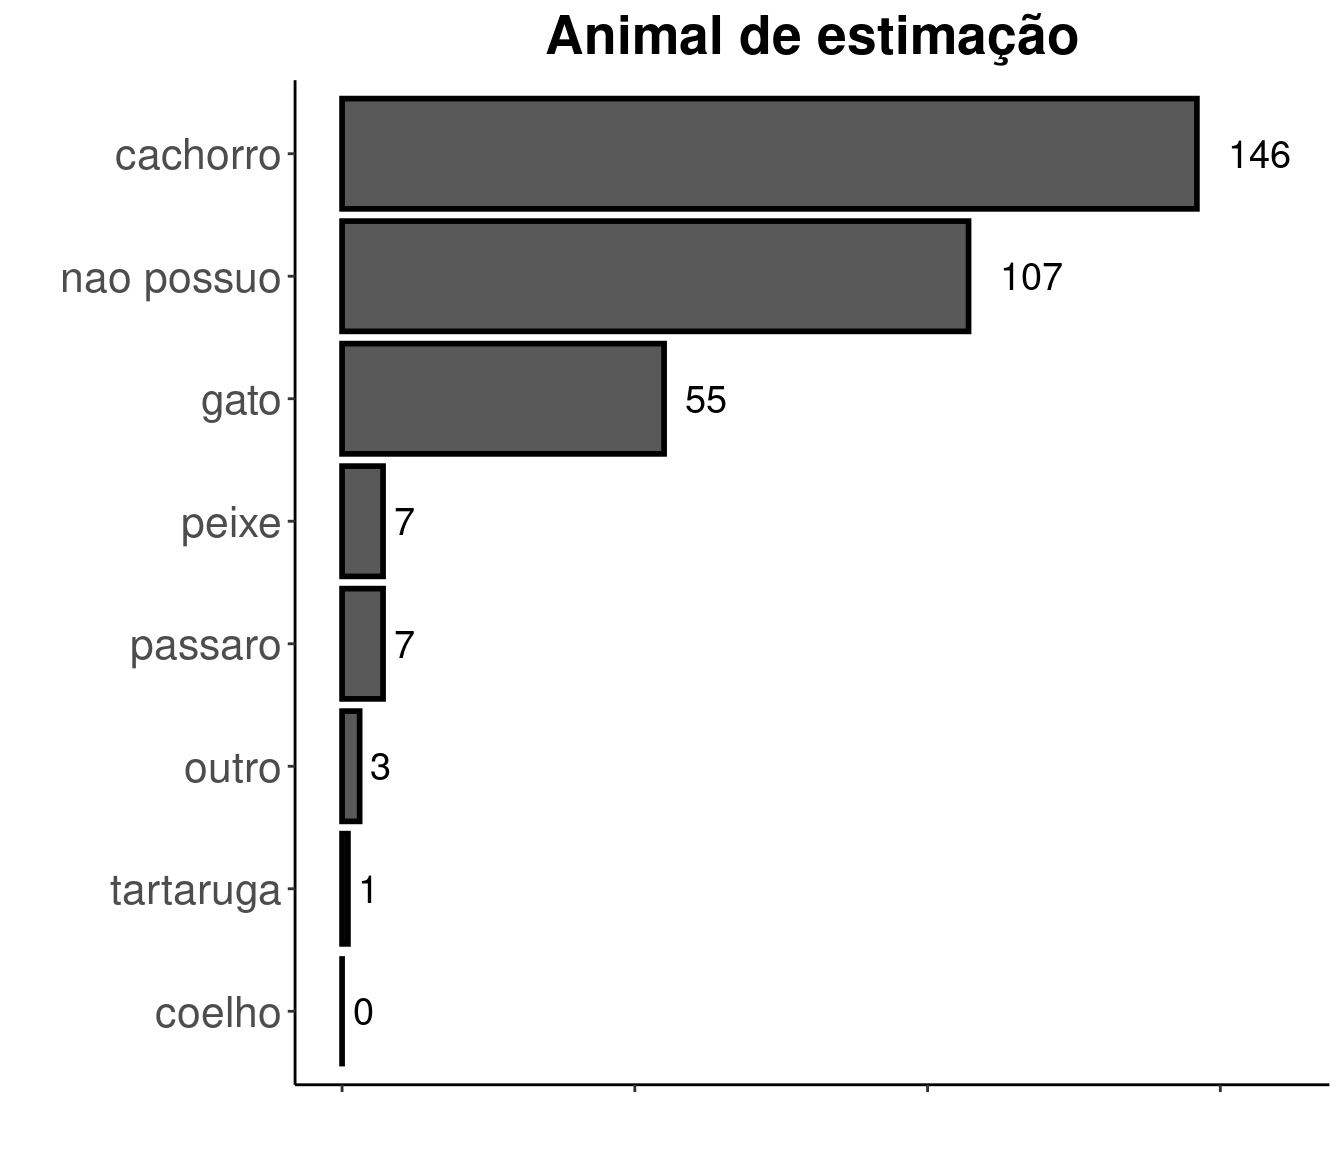 Animal de estimação
cachorro 146
nao possuo 107
gato 55
peixe 7
passaro 7
outro 3
tartaruga 1
coelho 0